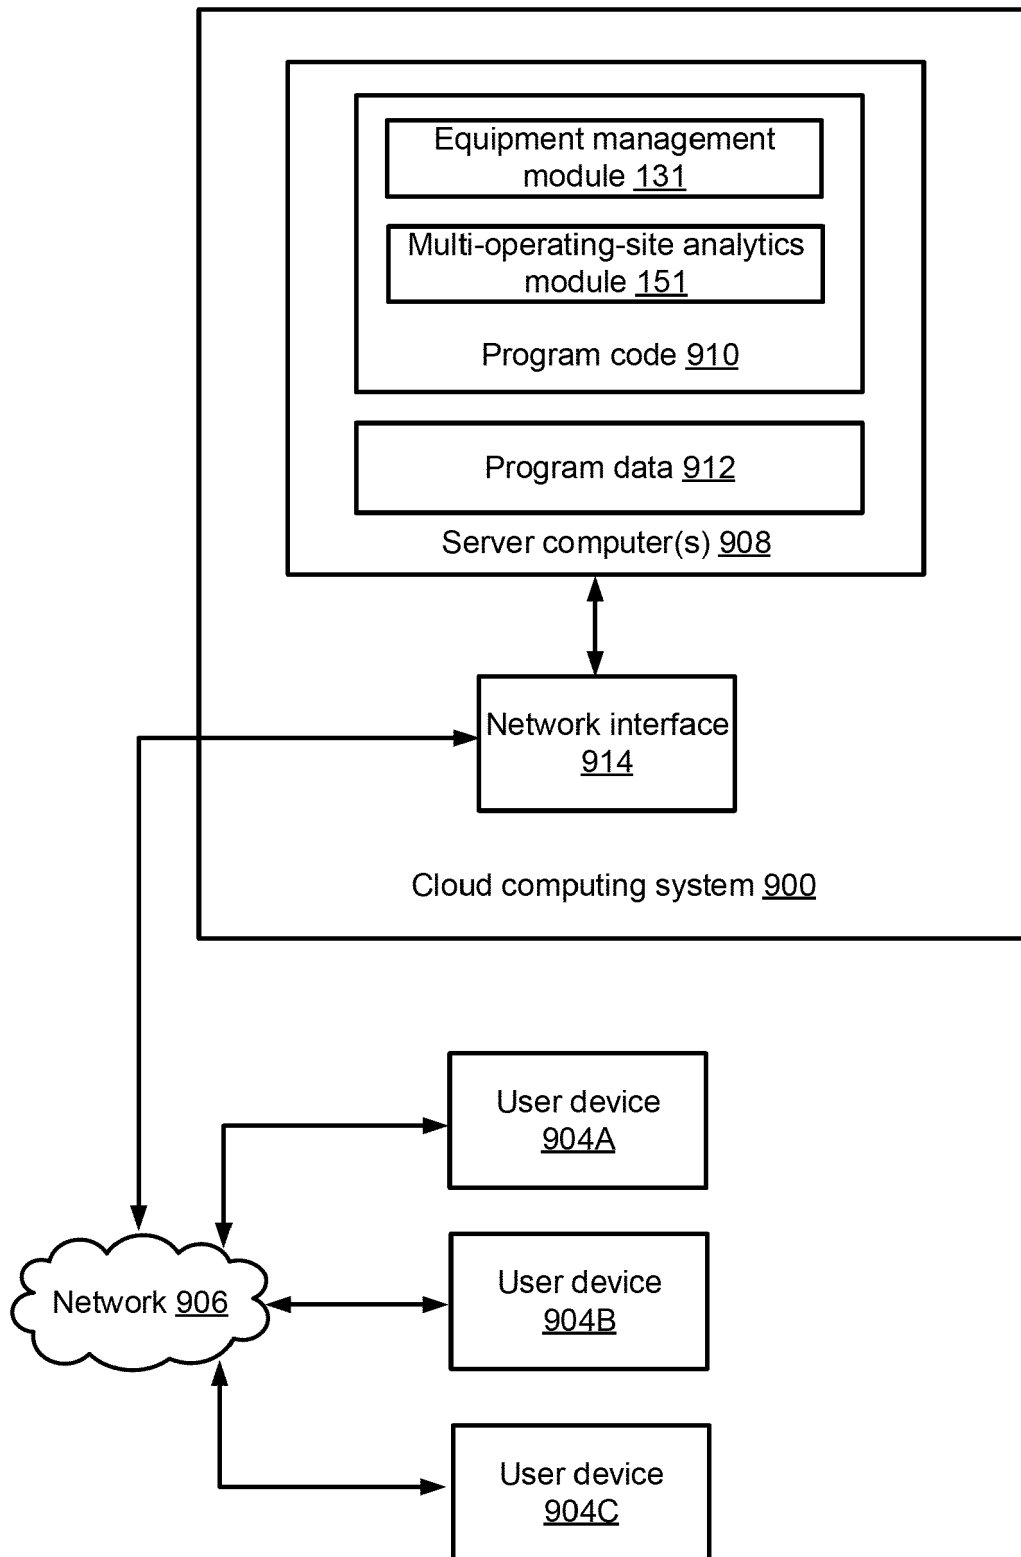 Equipment management
module 131
Multi-operating-site analytics
module 151
Program code 910
Program data 912
Server computer(s) 908
Network interface
914
Cloud computing system 900
User device
904A
Network 906
User device
904B
User device
904C